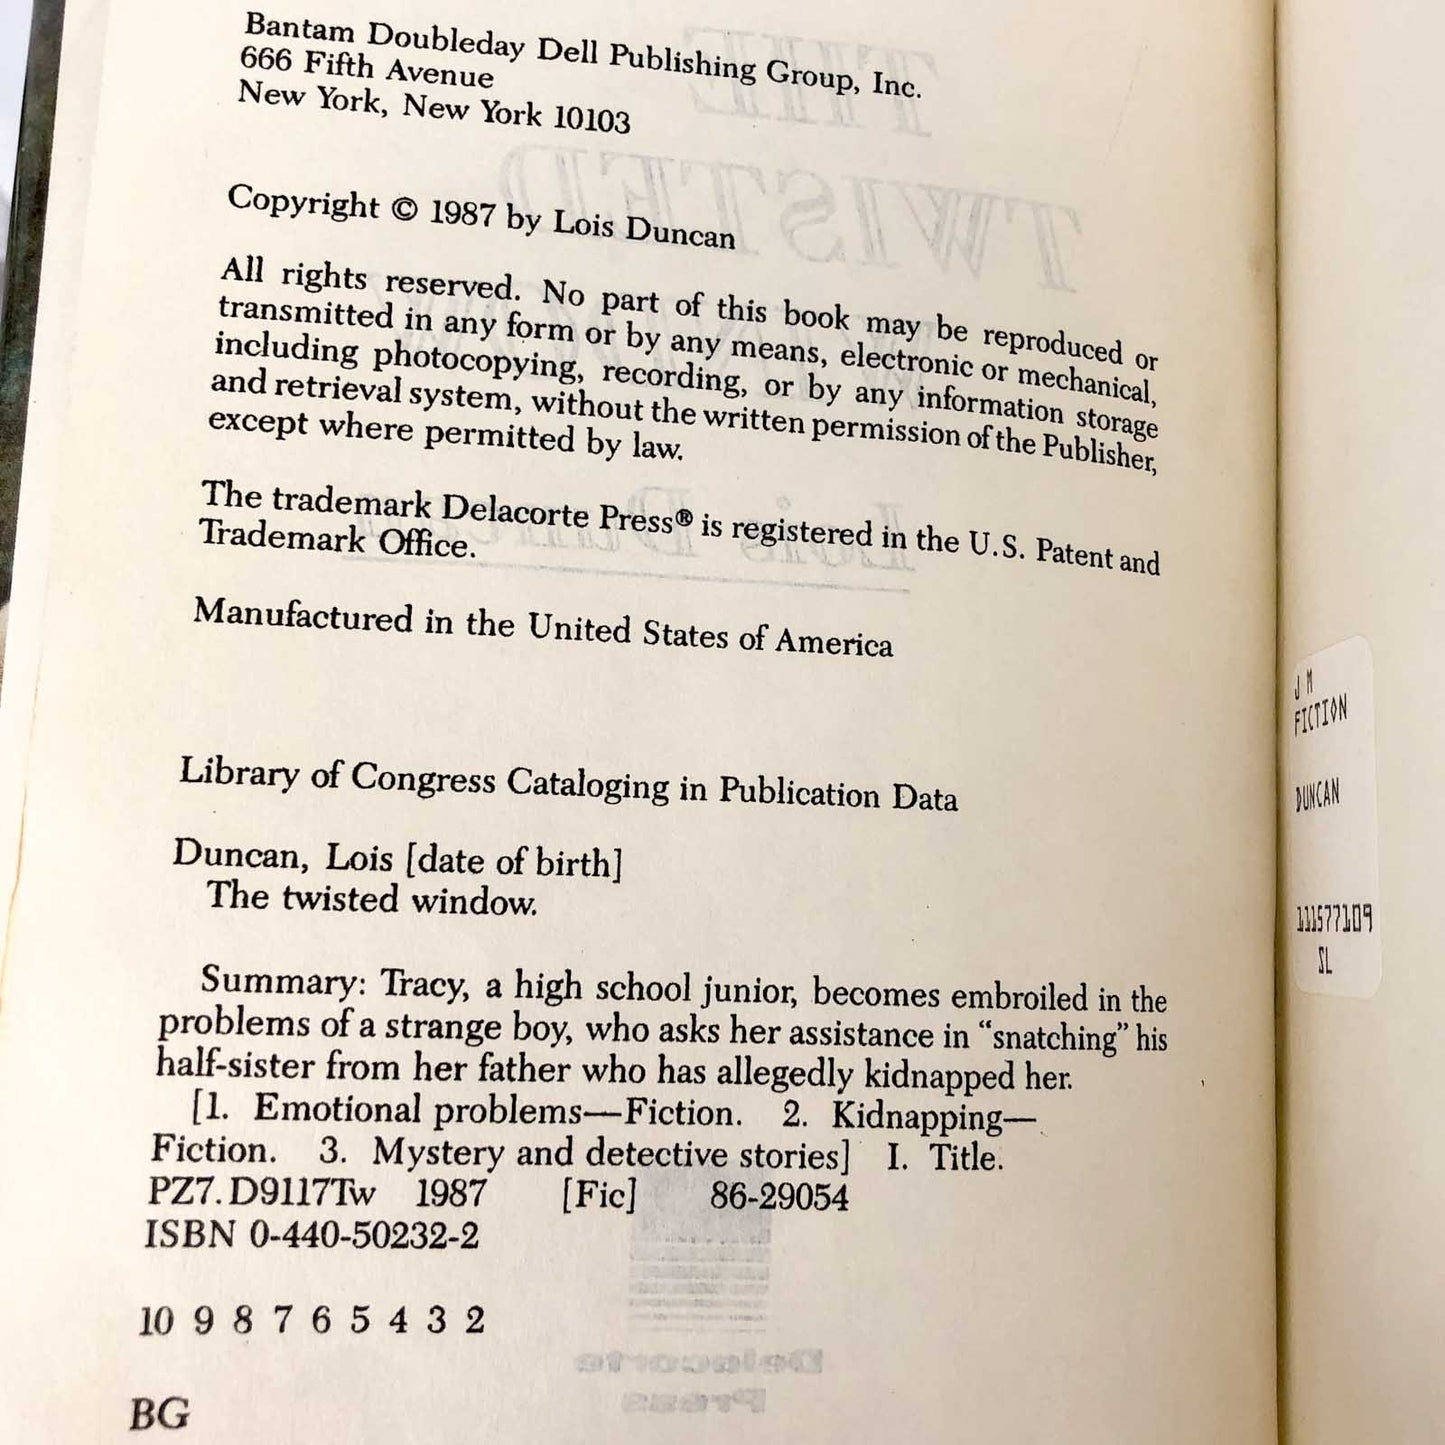 Bantam Doubleday Dell Publishing Group, Inc.
666 Fifth Avenue
New York, New York 10103
Copyright © 1987 by Lois Duncan
All rights reserved. No part of this book may be reproduced or
transmitted in any form or by any means, electronic or mechanical,
including photocopying, recording, or by any information storage
and retrieval system, without the written permission of the Publisher,
except where permitted by law.
The trademark Delacorte Press® is registered in the U.S. Patent and
Trademark Office.
Manufactured in the United States of America
Library of Congress Cataloging in Publication Data
Duncan, Lois [date of birth]
The twisted window.
Summary: Tracy, a high school junior, becomes embroiled in the
problems of a strange boy, who asks her assistance in “snatching” his
half-sister from her father who has allegedly kidnapped her.
[1. Emotional problems—Fiction. 2. Kidnapping—
Fiction. 3. Mystery and detective stories] I. Title.
PZ7.D9117Tw 1987 [Fic] 86-29054
ISBN 0-440-50232-2
10 9 8 7 6 5 4 3 2
BG
J M
FICTION
DUNCAN
111577109
SL
THE
TWISTED
WINDOW
Lois Duncan
Delacorte
Press